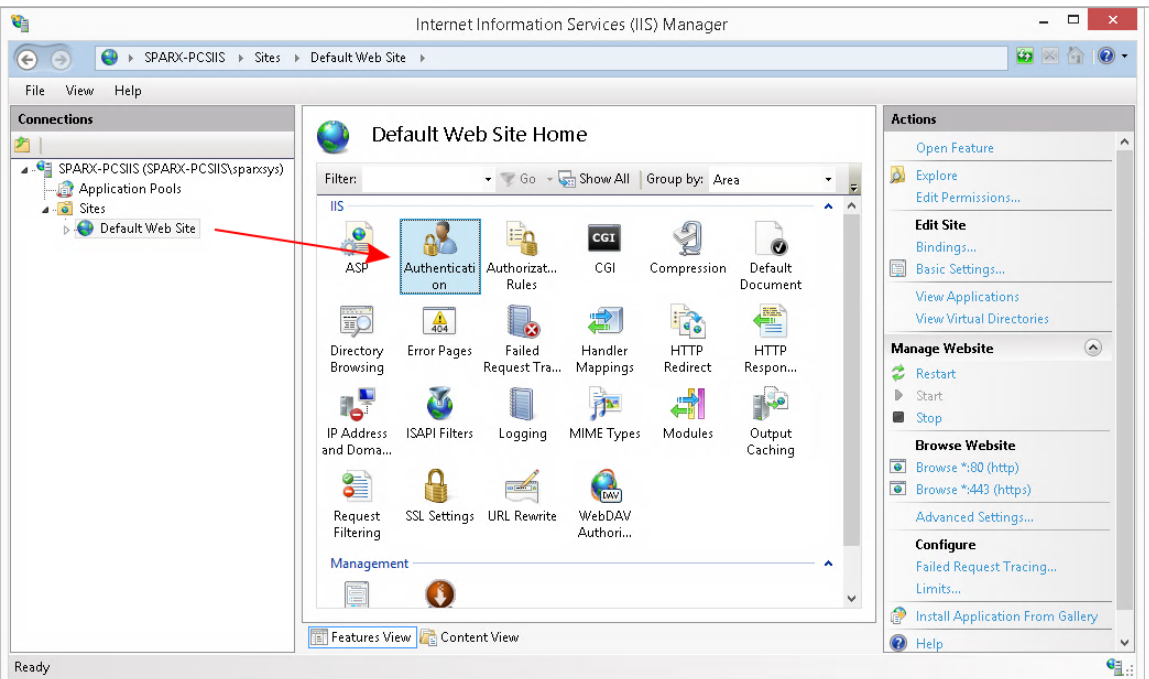 Internet Information Services (IIS) Manager
SPARX-PCSIIS Sites Default Web Site
File View Help
Connections
SPARX-PCSIIS (SPARX-PCSIIS\sparxsys)
Application Pools
Sites
Default Web Site
Default Web Site Home
Filter: Go Show All Group by: Area
IIS
ASP
Authenticati
on
Authorizat...
Rules
CGI
CGI
Compression
Default
Document
Directory
Browsing
404
Error Pages
Failed
Request Tra...
Handler
Mappings
HTTP
Redirect
HTTP
Respon...
IP Address
and Doma...
ISAPI Filters
Logging
MIME Types
Modules
Output
Caching
Request
Filtering
SSL Settings
URL Rewrite
DAV
WebDAV
Authori...
Management
Features View Content View
Actions
Open Feature
Explore
Edit Permissions...
Edit Site
Bindings...
Basic Settings...
View Applications
View Virtual Directories
Manage Website
Restart
Start
Stop
Browse Website
Browse *:80 (http)
Browse *:443 (https)
Advanced Settings...
Configure
Failed Request Tracing...
Limits...
Install Application From Gallery
Help
Ready